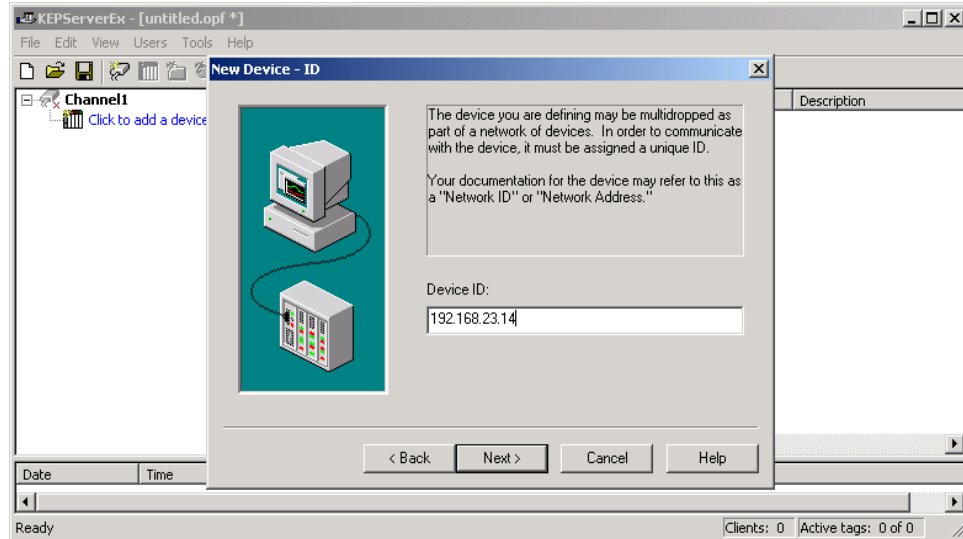 KEPServerEx - [untitled.opf *]
File Edit View Users Tools Help
New Device - ID
Channel1
Click to add a device
Description
The device you are defining may be multidropped as
part of a network of devices. In order to communicate
with the device, it must be assigned a unique ID.
Your documentation for the device may refer to this as
a "Network ID" or "Network Address."
Device ID:
192.168.23.14
< Back Next > Cancel Help
Date Time
Ready Clients: 0 Active tags: 0 of 0